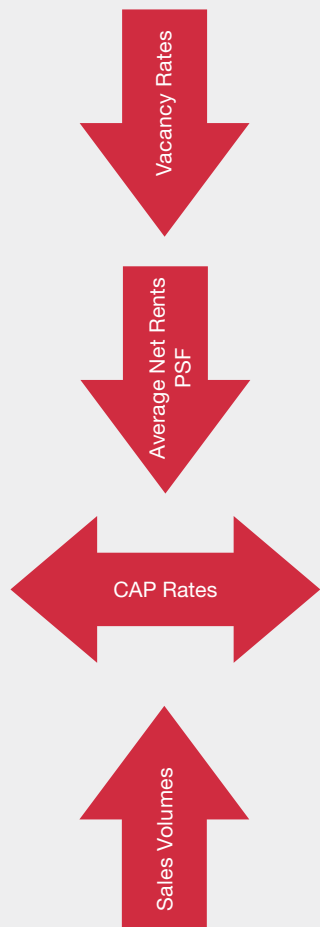 Vacancy Rates
Average Net Rents
PSF
CAP Rates
Sales Volumes